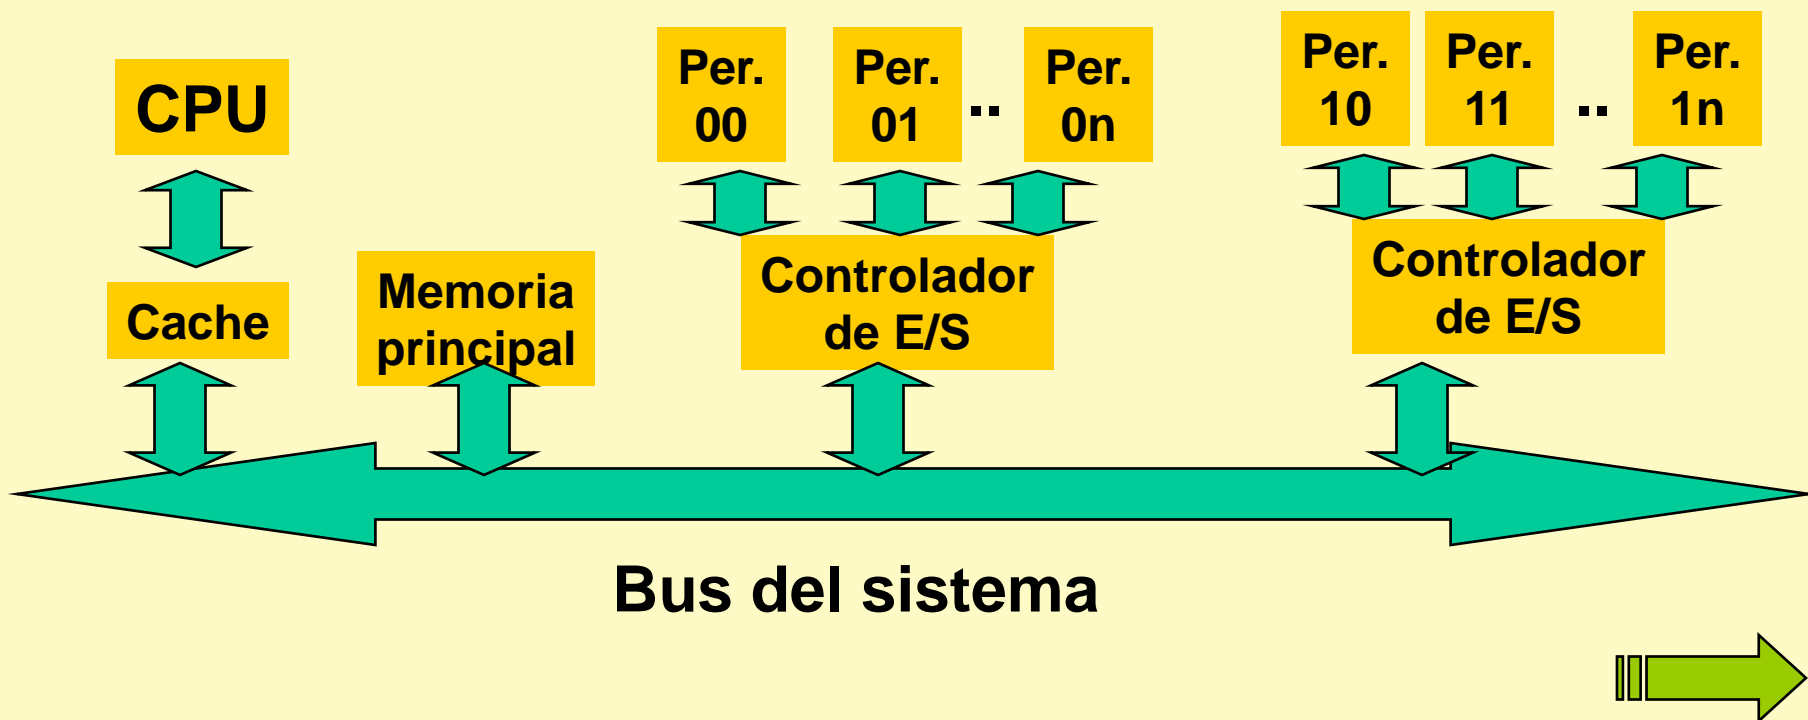 CPU
Cache
Memoria
principal
Per.
00
Per.
01
..
Per.
0n
Controlador
de E/S
Per.
10
Per.
11
..
Per.
1n
Controlador
de E/S
Bus del sistema